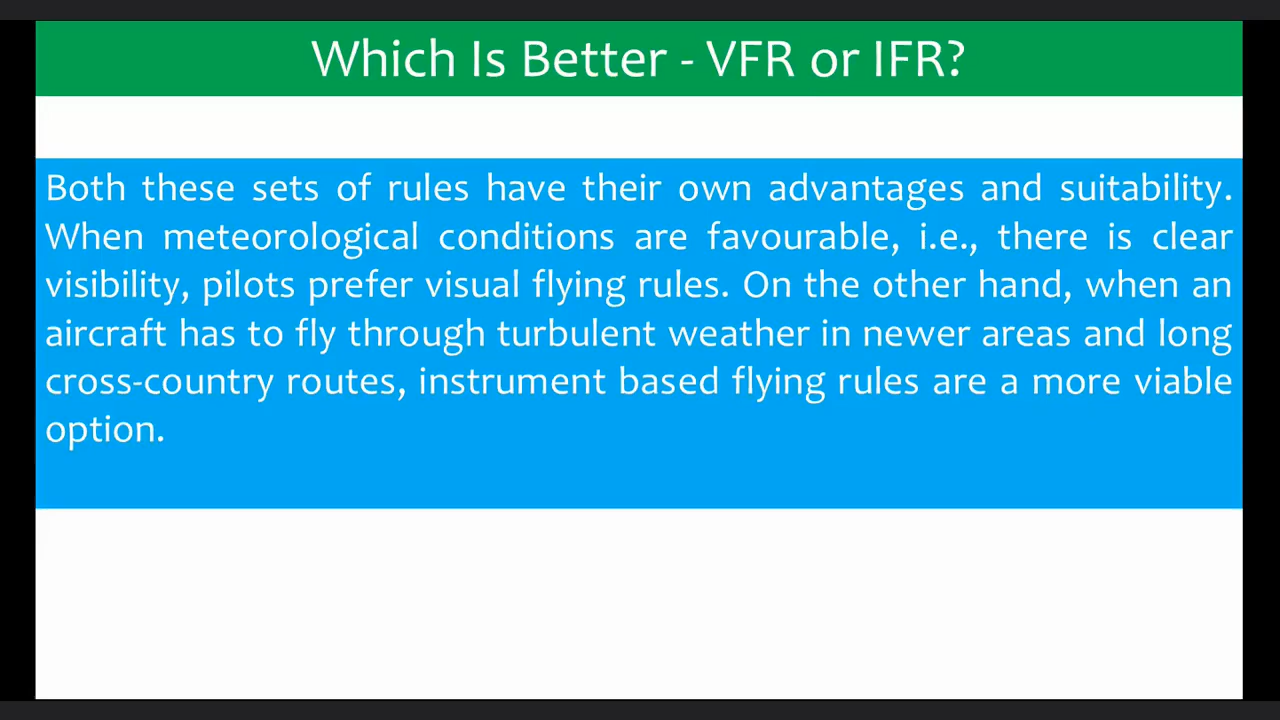 Which Is Better - VFR or IFR?
Both these sets of rules have their own advantages and suitability.
When meteorological conditions are favourable, i.e., there is clear
visibility, pilots prefer visual flying rules. On the other hand, when an
aircraft has to fly through turbulent weather in newer areas and long
cross-country routes, instrument based flying rules are a more viable
option.